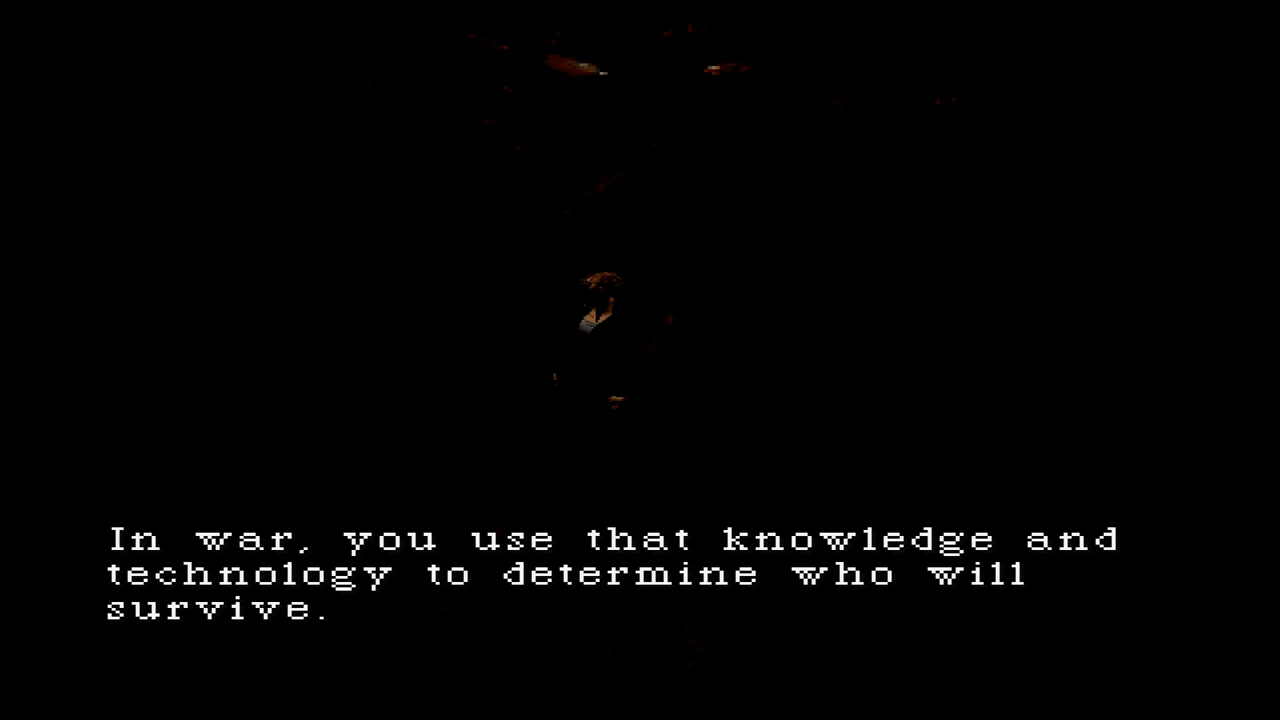 In war, you use that knowledge and
technology to determine who will
survive.